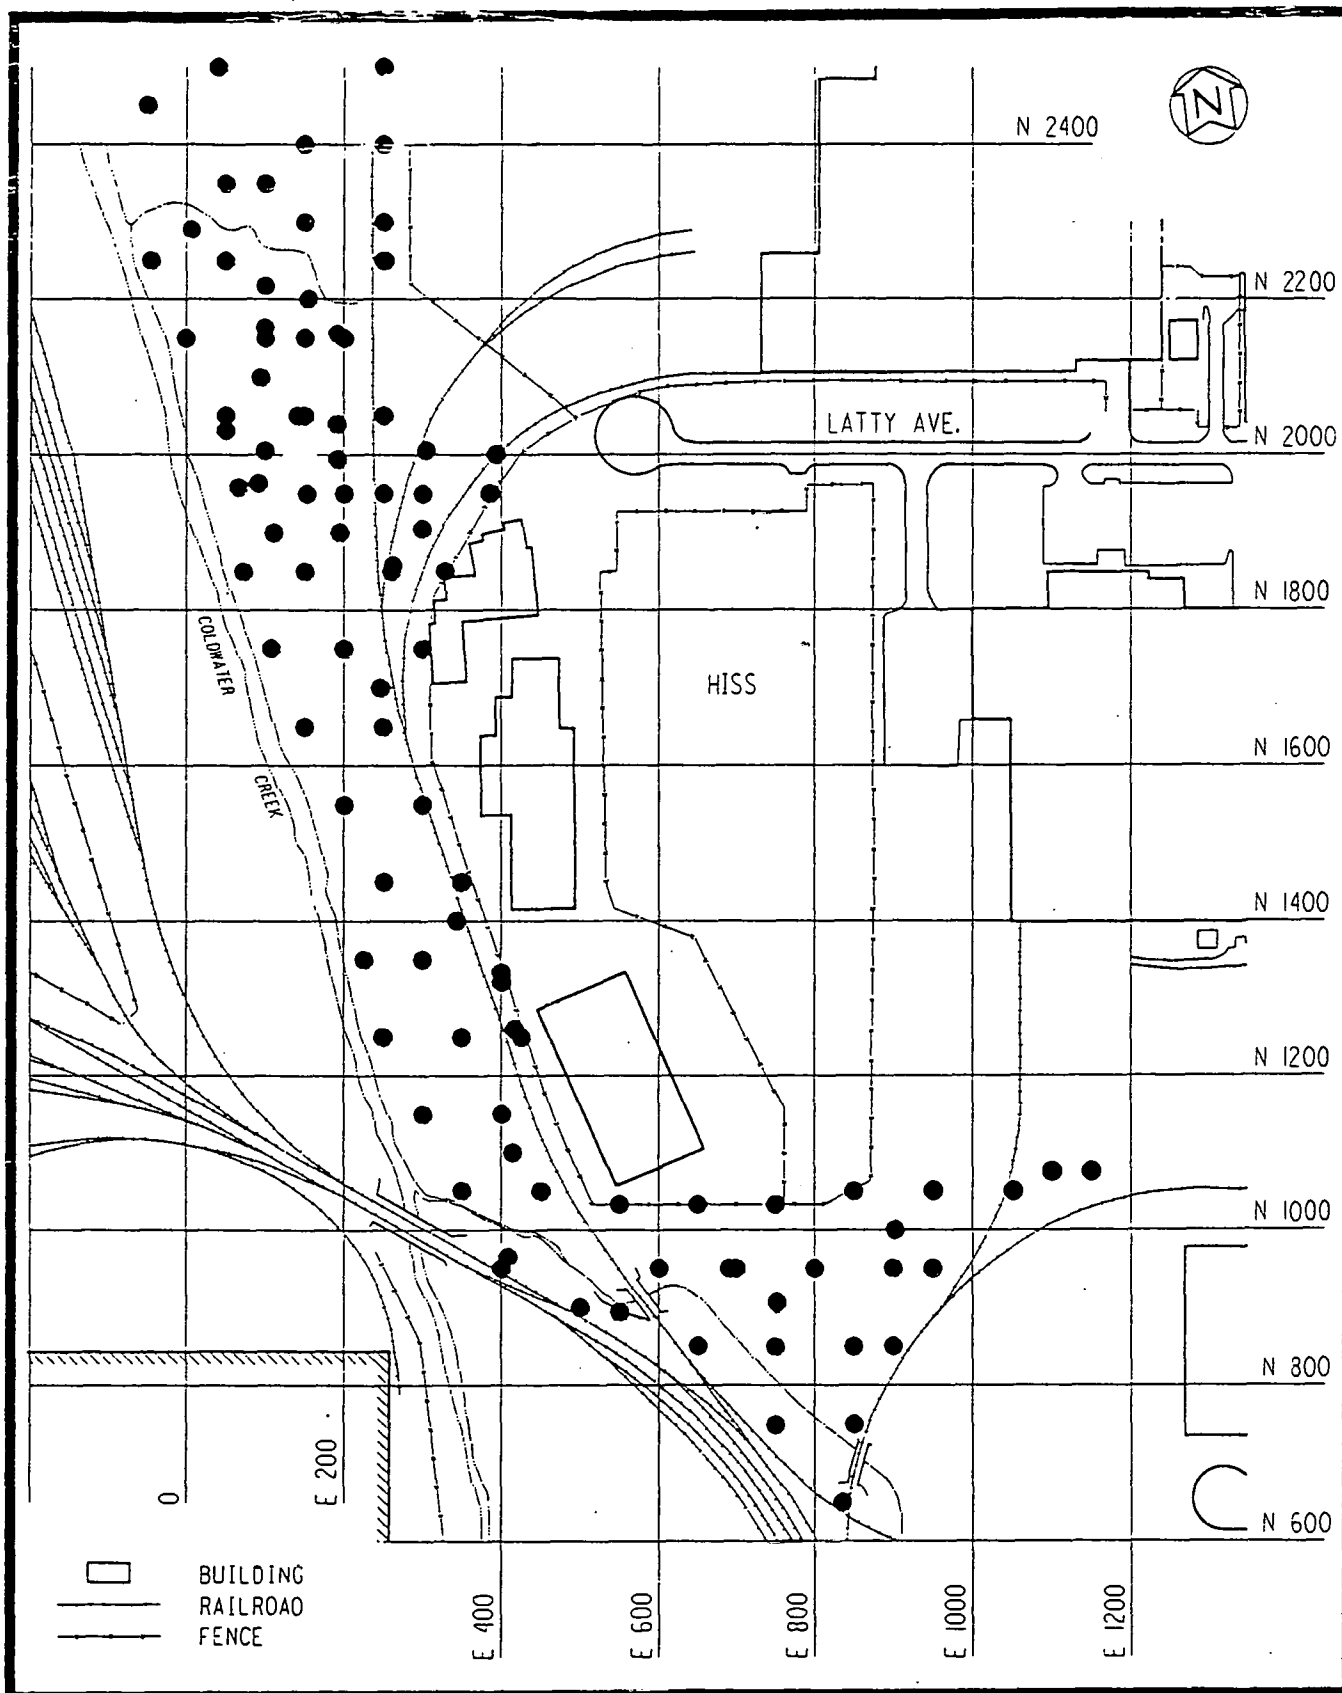 N
N 2400
N 2200
LATTY AVE.
N 2000
N 1800
COLDWATER
HISS
N 1600
CREEK
N 1400
N 1200
N 1000
N 800
0
E 200
N 600
E 400
E 600
E 800
E 1000
E 1200
BUILDING
RAILROAD
FENCE